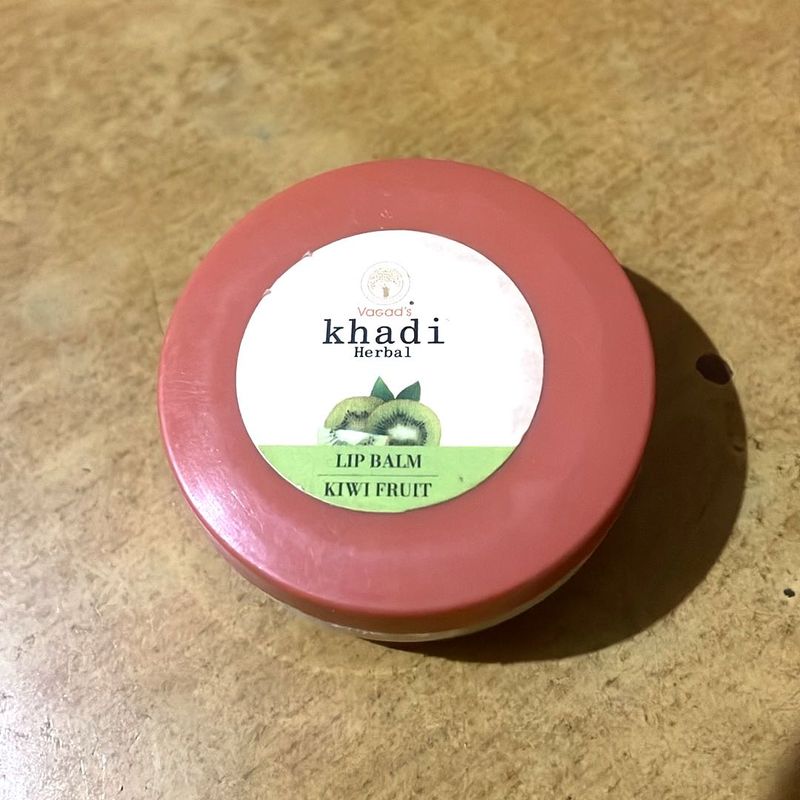 Vagad's
khadi
Herbal
LIP BALM
KIWI FRUIT